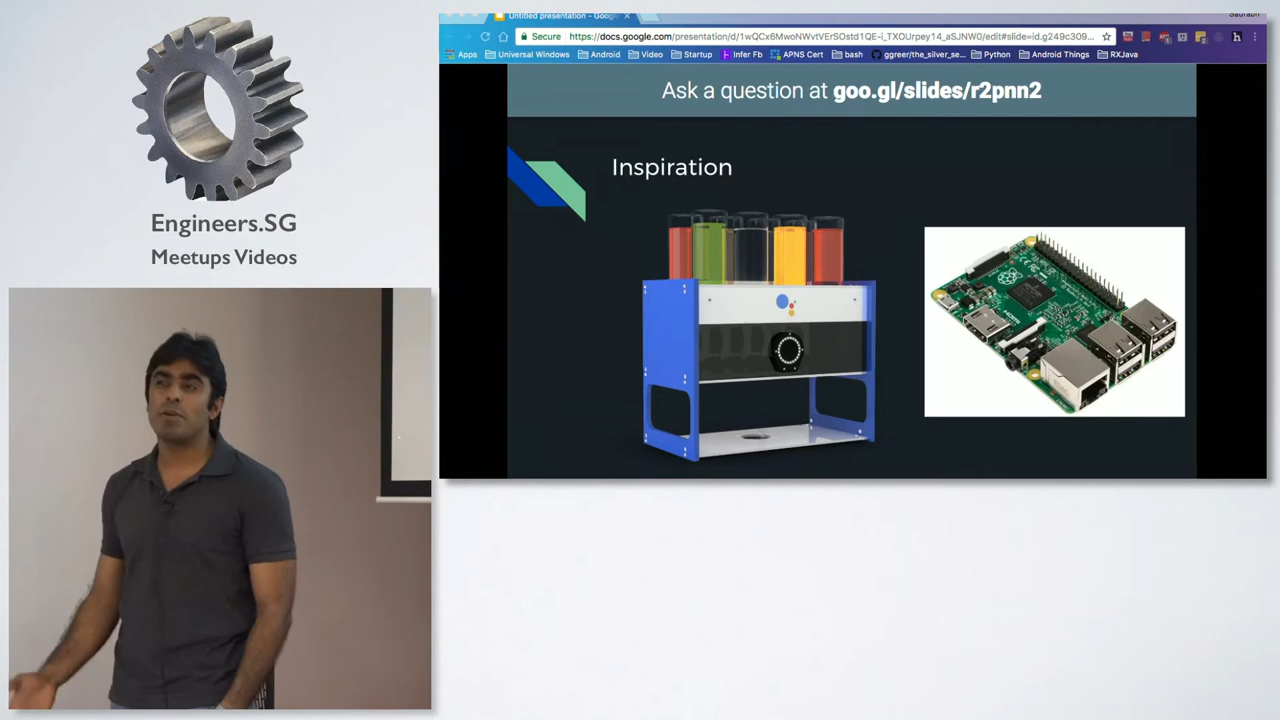 Engineers.SG
Meetups Videos
Untitled presentation - Goog
Saurabh
Secure
https://docs.google.com/presentation/d/1wQCx6MwoNWvtVErSOstd1QE-i_TXOUrpey14_aSJNW0/edit#slide=id.g249c309...
Apps Universal Windows Android Video Startup Infer Fb APNS Cert bash ggreer/the_silver_se... Python Android Things RXJava
Ask a question at goo.gl/slides/r2pnn2
Inspiration